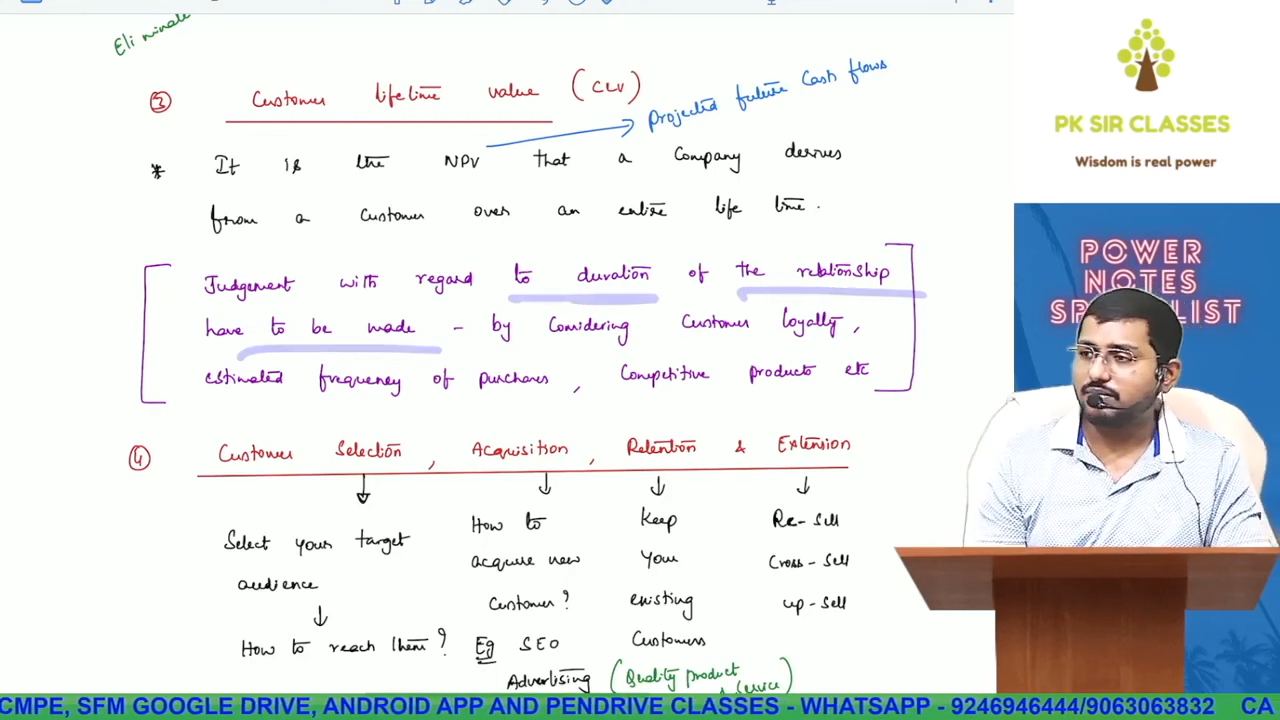 Eliminate
③ Customer lifetime value (CLV)
Projected future Cash flows
* It is the NPV that a Company derives
from a Customer over an entire life time.
Judgement with regard to duration of the relationship
have to be made - by Considering Customer loyalty,
estimated frequency of purchases, Competitive products etc
④ Customer Selection, Acquisition, Retention & Extension
Select your target
audience
How to reach them?
How to
acquire new
Customer?
Eg SEO
Advertising
Keep
Your
existing
Customers
(Quality product
service)
Re-Sell
Cross-Sell
Up-Sell
PK SIR CLASSES
Wisdom is real power
POWER
NOTES
SP LIST
CMPE, SFM GOOGLE DRIVE, ANDROID APP AND PENDRIVE CLASSES - WHATSAPP - 9246946444/9063063832 CA